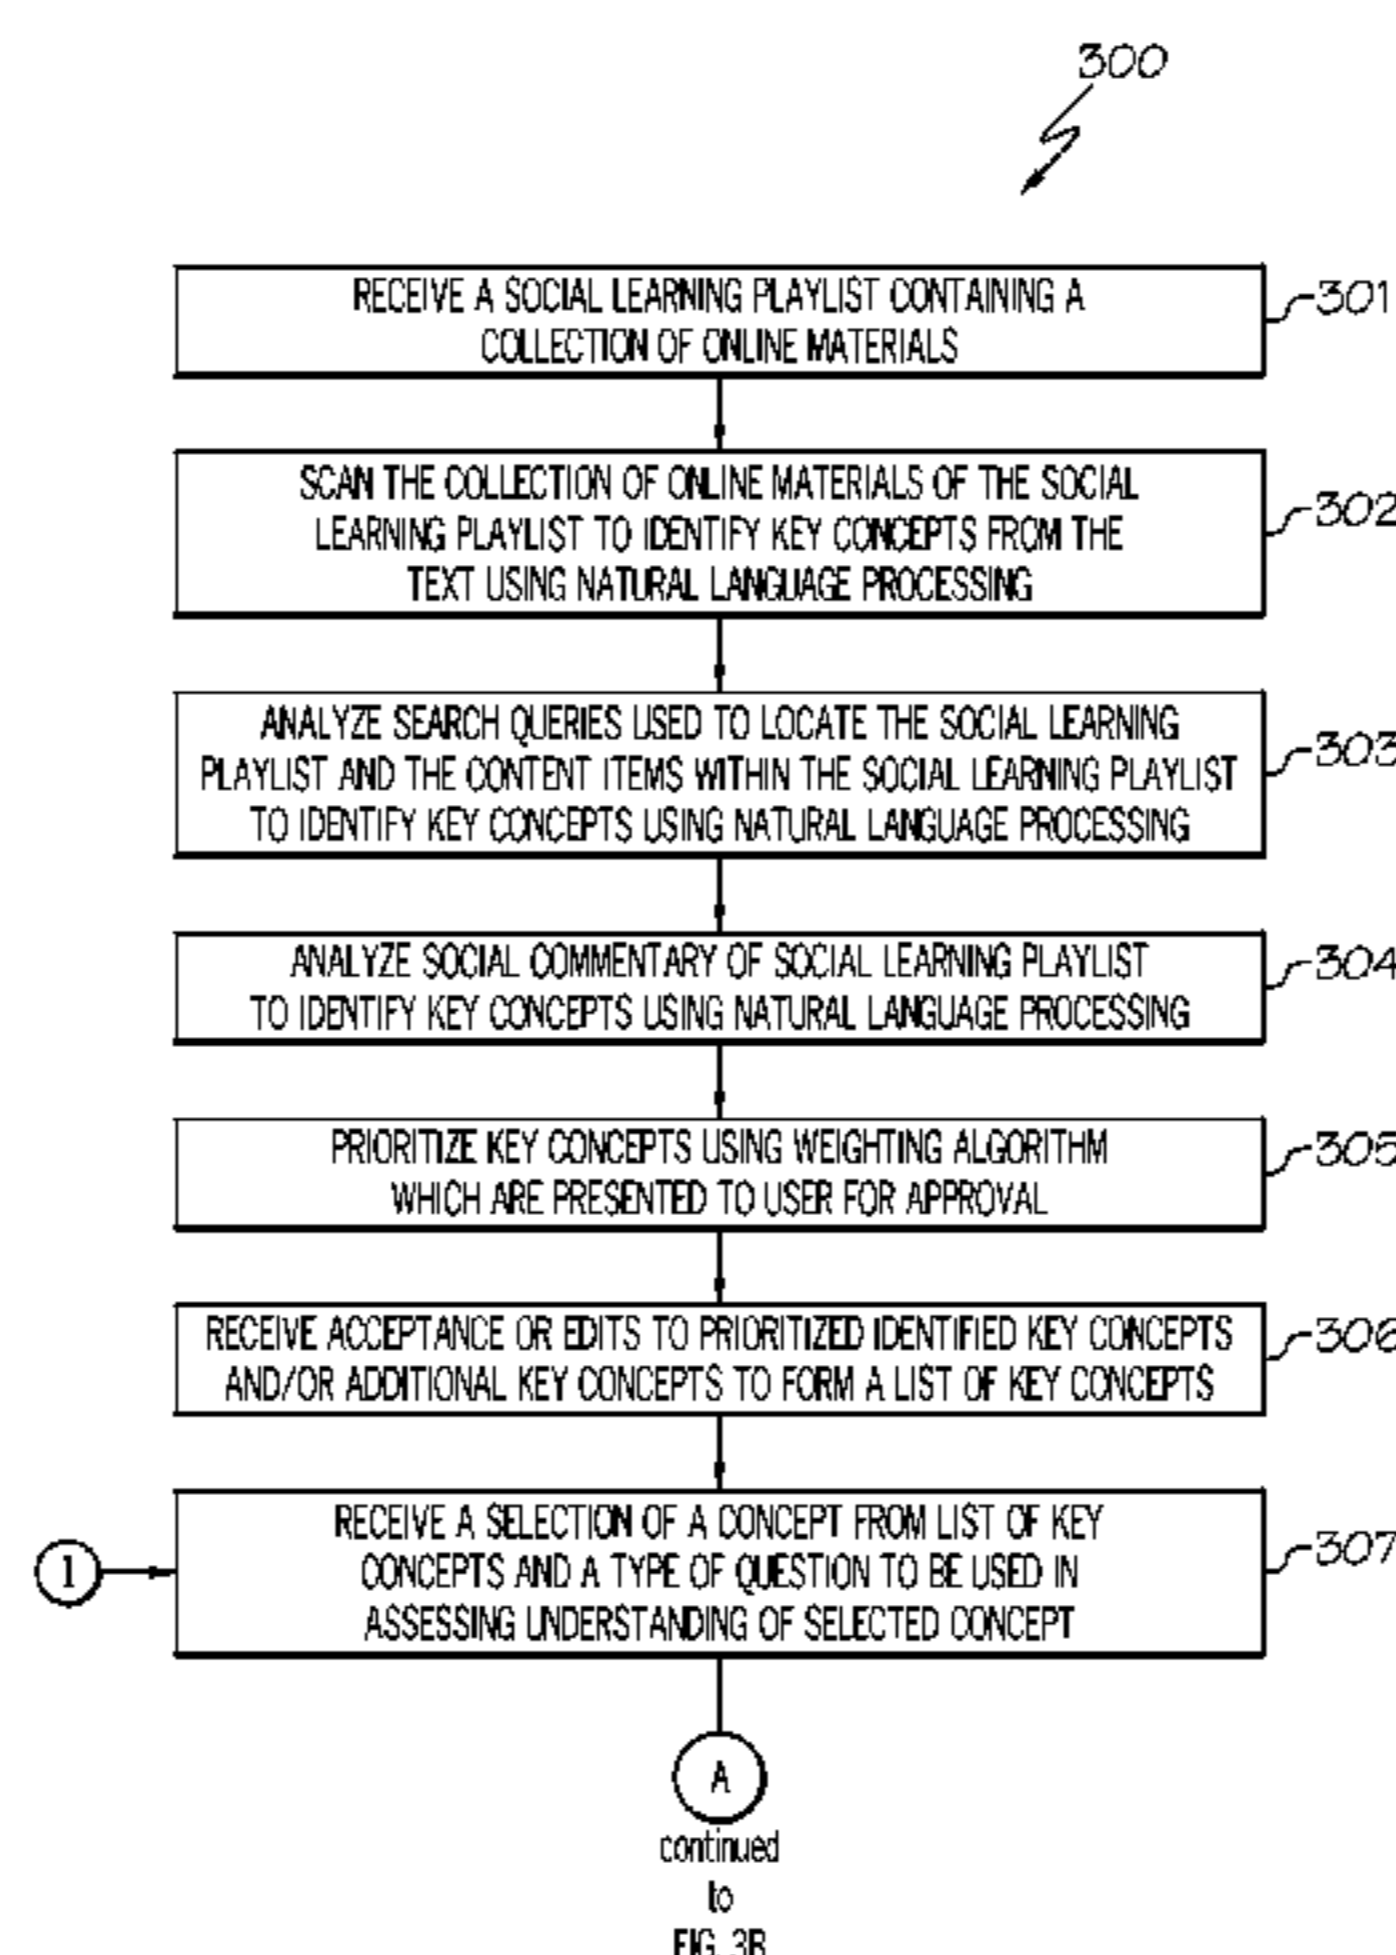 300
RECEIVE A SOCIAL LEARNING PLAYLIST CONTAINING A
COLLECTION OF ONLINE MATERIALS
301
SCAN THE COLLECTION OF ONLINE MATERIALS OF THE SOCIAL
LEARNING PLAYLIST TO IDENTIFY KEY CONCEPTS FROM THE
TEXT USING NATURAL LANGUAGE PROCESSING
302
ANALYZE SEARCH QUERIES USED TO LOCATE THE SOCIAL LEARNING
PLAYLIST AND THE CONTENT ITEMS WITHIN THE SOCIAL LEARNING PLAYLIST
TO IDENTIFY KEY CONCEPTS USING NATURAL LANGUAGE PROCESSING
303
ANALYZE SOCIAL COMMENTARY OF SOCIAL LEARNING PLAYLIST
TO IDENTIFY KEY CONCEPTS USING NATURAL LANGUAGE PROCESSING
304
PRIORITIZE KEY CONCEPTS USING WEIGHTING ALGORITHM
WHICH ARE PRESENTED TO USER FOR APPROVAL
305
RECEIVE ACCEPTANCE OR EDITS TO PRIORITIZED IDENTIFIED KEY CONCEPTS
AND/OR ADDITIONAL KEY CONCEPTS TO FORM A LIST OF KEY CONCEPTS
306
RECEIVE A SELECTION OF A CONCEPT FROM LIST OF KEY
CONCEPTS AND A TYPE OF QUESTION TO BE USED IN
ASSESSING UNDERSTANDING OF SELECTED CONCEPT
307
1
A
continued
to
FIG. 3B